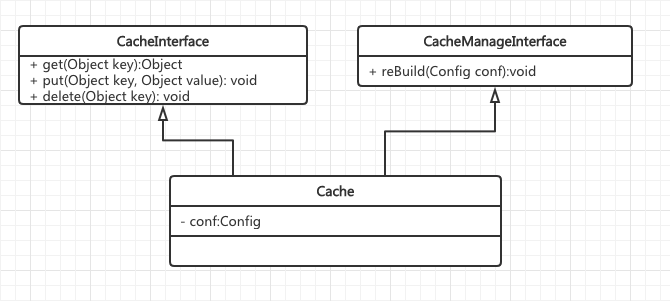 CacheInterface
+ get(Object key):Object
+ put(Object key, Object value): void
+ delete(Object key): void
CacheManageInterface
+ reBuild(Config conf):void
Cache
- conf:Config